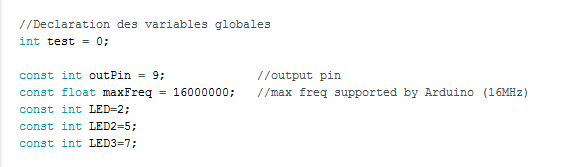 //Declaration des variables globales
int test = 0;
const int outPin = 9;                  //output pin
const float maxFreq = 16000000;   //max freq supported by Arduino (16MHz)
const int LED=2;
const int LED2=5;
const int LED3=7;